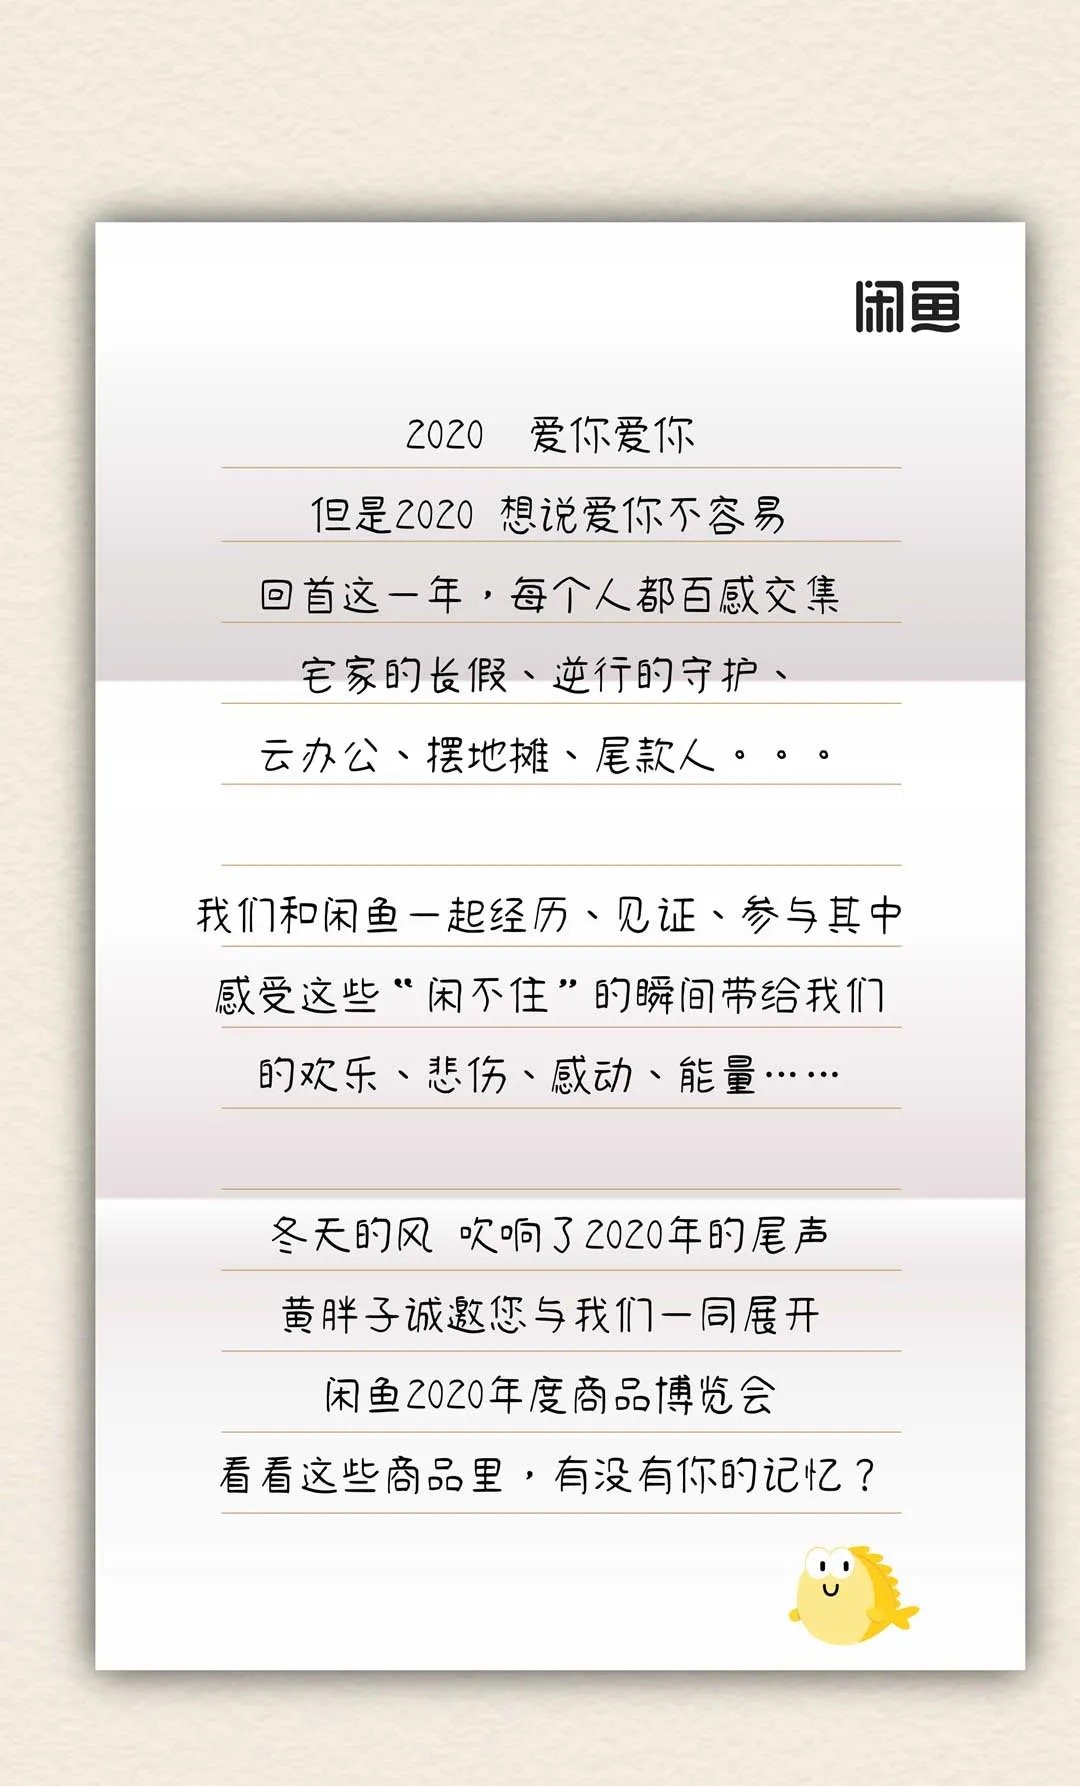 闲鱼
2020 爱你爱你
但是2020 想说爱你不容易
回首这一年，每个人都百感交集
宅家的长假、逆行的守护、
云办公、摆地摊、尾款人。。。
我们和闲鱼一起经历、见证、参与其中
感受这些“闲不住”的瞬间带给我们
的欢乐、悲伤、感动、能量……
冬天的风 吹响了2020年的尾声
黄胖子诚邀您与我们一同展开
闲鱼2020年度商品博览会
看看这些商品里，有没有你的记忆？